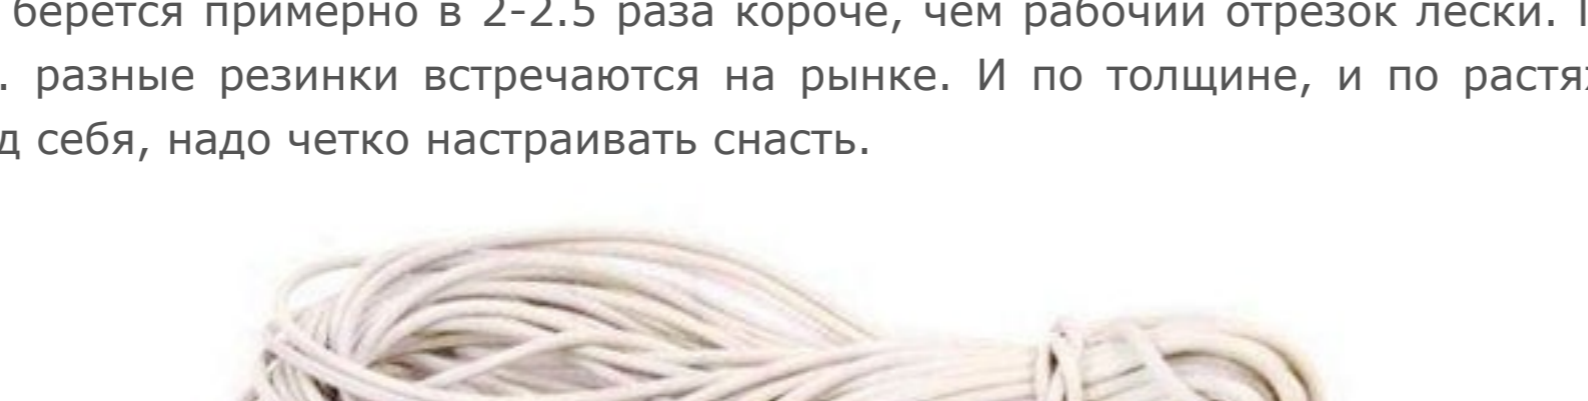 берется примерно в 2-2.5 раза короче, чем рабочий отрезок лески.
. разные резинки встречаются на рынке. И по толщине, и по
себя, надо четко настраивать снасть.